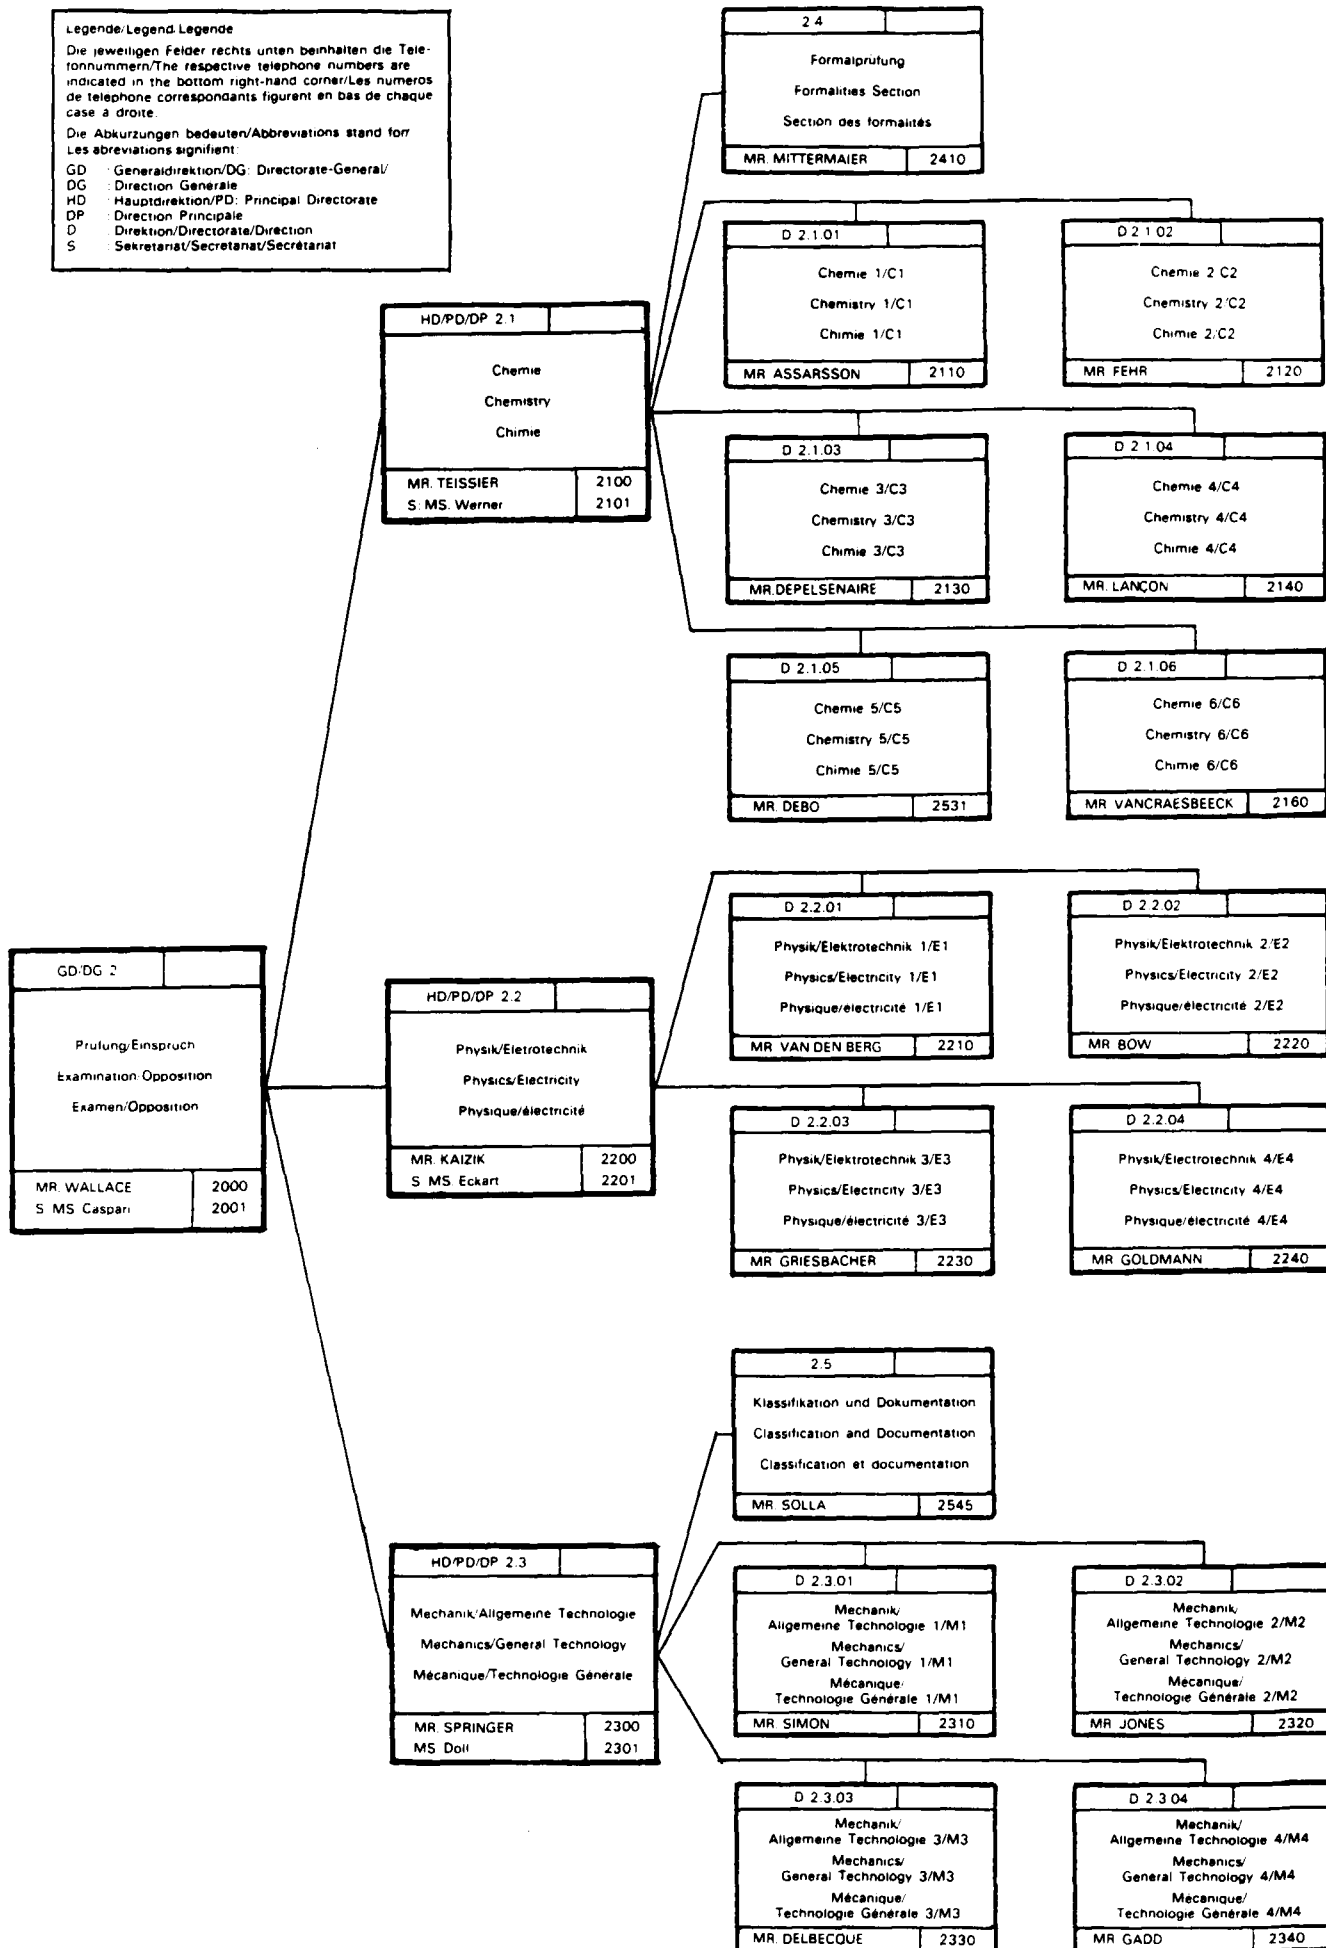 Legende/Legend Legende
Die jeweiligen Felder rechts unten beinhalten die Tele-
fonnummern/The respective telephone numbers are
indicated in the bottom right-hand corner/Les numeros
de telephone correspondants figurent en bas de chaque
case à droite.
Die Abkurzungen bedeuten/Abbreviations stand for/
Les abreviations signifient:
GD : Generaldirektion/DG: Directorate-General/
DG : Direction Generale
HD : Hauptdirektion/PD: Principal Directorate
DP : Direction Principale
D : Direktion/Directorate/Direction
S : Sekretariat/Secretariat/Secrétariat
2.4
Formalprüfung
Formalities Section
Section des formalités
MR. MITTERMAIER 2410
D 2.1.01
Chemie 1/C1
Chemistry 1/C1
Chimie 1/C1
MR ASSARSSON 2110
D 2.1.02
Chemie 2 C2
Chemistry 2/C2
Chimie 2/C2
MR FEHR 2120
HD/PD/DP 2.1
Chemie
Chemistry
Chimie
MR. TEISSIER 2100
S: MS. Werner 2101
D 2.1.03
Chemie 3/C3
Chemistry 3/C3
Chimie 3/C3
MR.DEPELSENAIRE 2130
D 2.1.04
Chemie 4/C4
Chemistry 4/C4
Chimie 4/C4
MR. LANÇON 2140
D 2.1.05
Chemie 5/C5
Chemistry 5/C5
Chimie 5/C5
MR. DEBO 2531
D 2.1.06
Chemie 6/C6
Chemistry 6/C6
Chimie 6/C6
MR VANCRAESBEECK 2160
GD/DG 2
Prufung/Einspruch
Examination/Opposition
Examen/Opposition
MR. WALLACE 2000
S MS Caspari 2001
HD/PD/DP 2.2
Physik/Eletrotechnik
Physics/Electricity
Physique/électricité
MR. KAIZIK 2200
S MS. Eckart 2201
D 2.2.01
Physik/Elektrotechnik 1/E1
Physics/Electricity 1/E1
Physique/électricité 1/E1
MR VAN DEN BERG 2210
D 2.2.02
Physik/Elektrotechnik 2/E2
Physics/Electricity 2/E2
Physique/électricité 2/E2
MR BOW 2220
D 2.2.03
Physik/Elektrotechnik 3/E3
Physics/Electricity 3/E3
Physique/électricité 3/E3
MR GRIESBACHER 2230
D 2.2.04
Physik/Electrotechnik 4/E4
Physics/Electricity 4/E4
Physique/électricité 4/E4
MR GOLDMANN 2240
2.5
Klassifikation und Dokumentation
Classification and Documentation
Classification et documentation
MR. SOLLA 2545
HD/PD/DP 2.3
Mechanik/Allgemeine Technologie
Mechanics/General Technology
Mécanique/Technologie Générale
MR. SPRINGER 2300
MS Doll 2301
D 2.3.01
Mechanik/
Allgemeine Technologie 1/M1
Mechanics/
General Technology 1/M1
Mécanique/
Technologie Générale 1/M1
MR. SIMON 2310
D 2.3.02
Mechanik/
Allgemeine Technologie 2/M2
Mechanics/
General Technology 2/M2
Mécanique/
Technologie Générale 2/M2
MR JONES 2320
D 2.3.03
Mechanik/
Allgemeine Technologie 3/M3
Mechanics/
General Technology 3/M3
Mécanique/
Technologie Générale 3/M3
MR. DELBECQUE 2330
D 2.3.04
Mechanik/
Allgemeine Technologie 4/M4
Mechanics/
General Technology 4/M4
Mécanique/
Technologie Générale 4/M4
MR GADD 2340